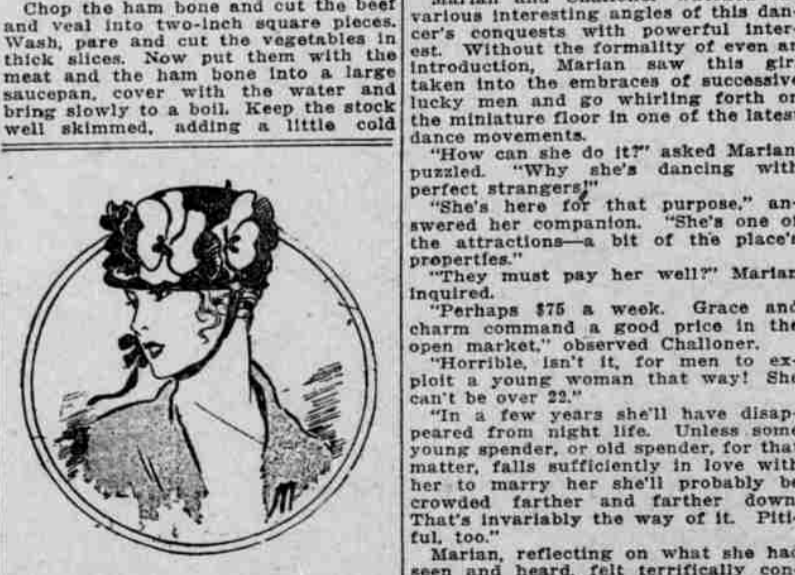 Chop the ham bone and cut the beef
and veal into two-inch square pieces.
Wash, pare and cut the vegetables in
thick slices. Now put them with the
meat and the ham bone into a large
saucepan, cover with the water and
bring slowly to a boil. Keep the stock
well skimmed, adding a little cold
various interesting angles of this dan-
cer's conquests with powerful inter-
est. Without the formality of even an
introduction, Marian saw this girl
taken into the embraces of successive
lucky men and go whirling forth on
the miniature floor in one of the latest
dance movements.
"How can she do it?" asked Marian,
puzzled. "Why she's dancing with
perfect strangers!"
"She's here for that purpose," an-
swered her companion. "She's one of
the attractions—a bit of the place's
properties."
"They must pay her well?" Marian
inquired.
"Perhaps $75 a week. Grace and
charm command a good price in the
open market," observed Challoner.
"Horrible, isn't it, for men to ex-
ploit a young woman that way! She
can't be over 22."
"In a few years she'll have disap-
peared from night life. Unless some
young spender, or old spender, for that
matter, falls sufficiently in love with
her to marry her she'll probably be
crowded farther and farther down.
That's invariably the way of it. Piti-
ful, too."
Marian, reflecting on what she had
seen and heard, felt terrifically con-